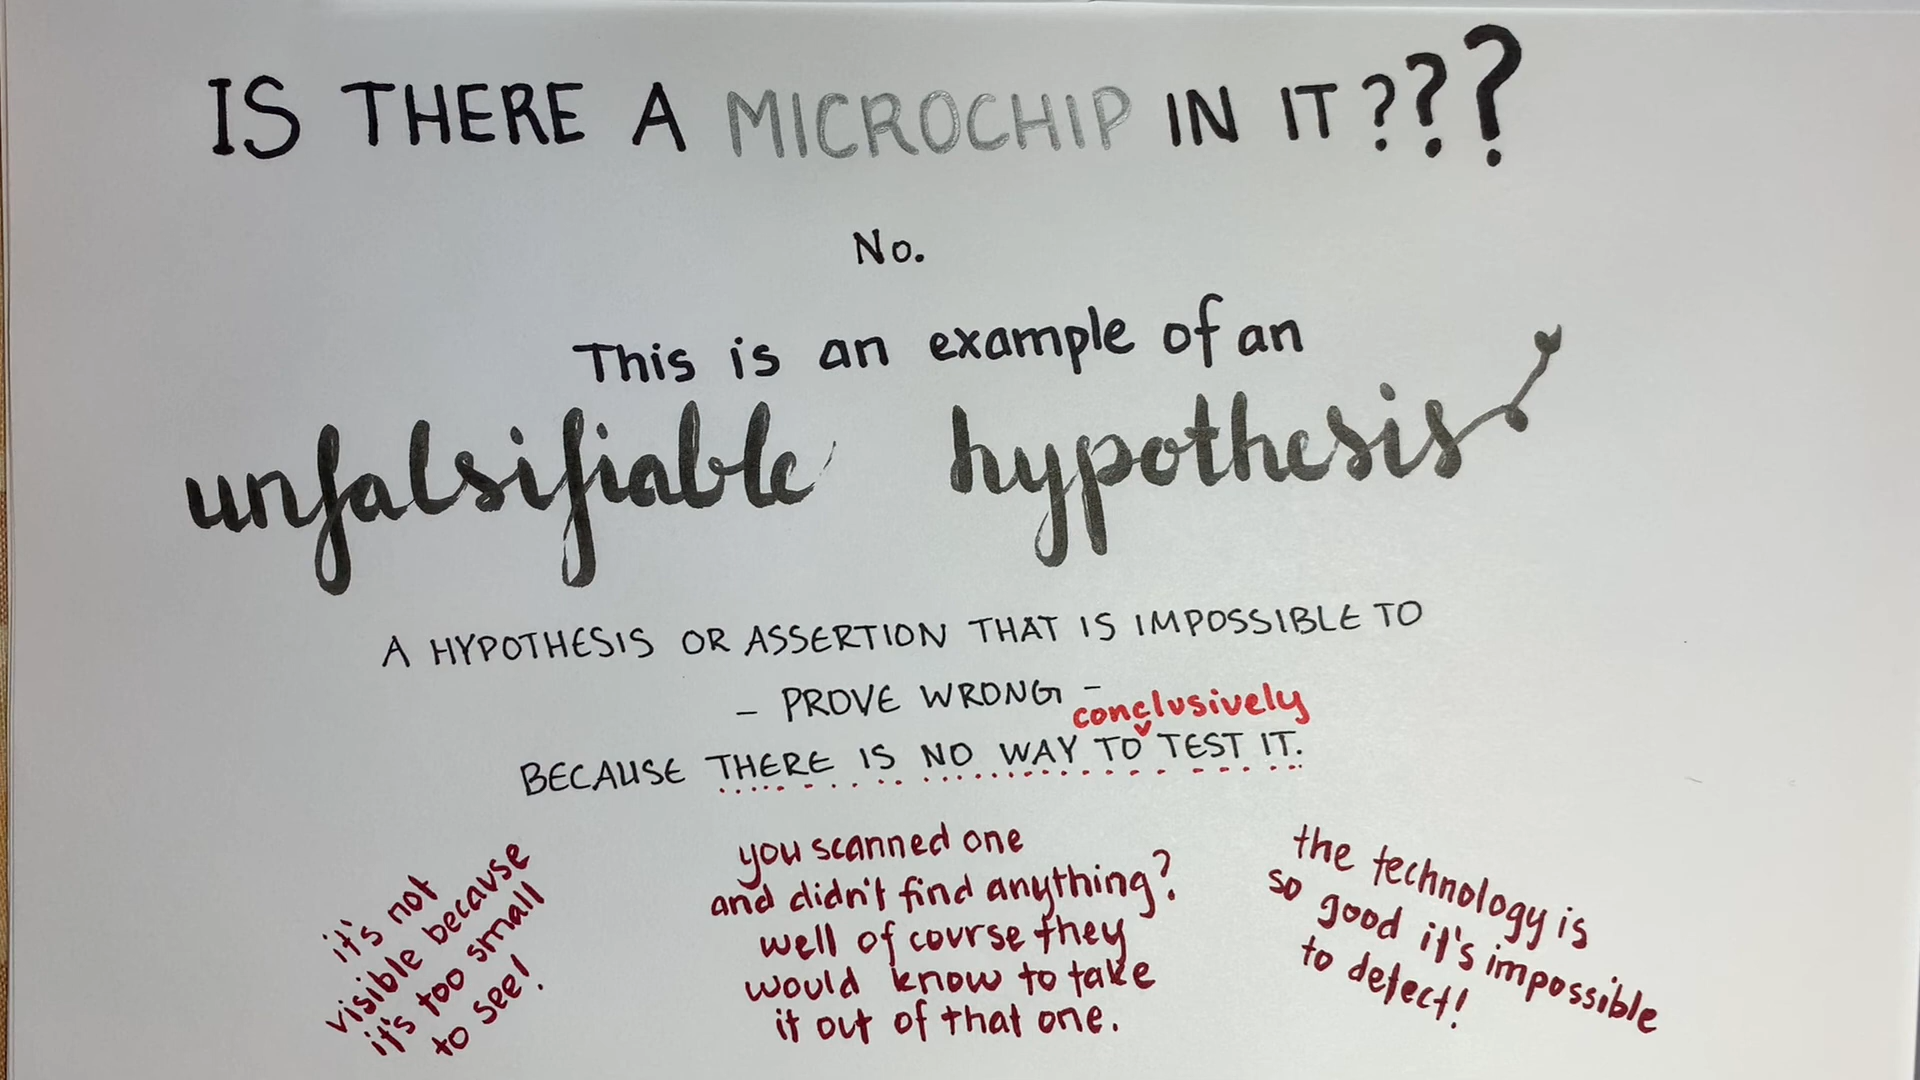 IS THERE A MICROCHIP IN IT???
No.
This is an example of an
unfalsifiable hypothesis
A HYPOTHESIS OR ASSERTION THAT IS IMPOSSIBLE TO
- PROVE WRONG -
conclusively
BECAUSE THERE IS NO WAY TO TEST IT.
it's not
visible because
it's too small
to see!
you scanned one
and didn't find anything?
well of course they
would know to take
it out of that one.
the technology is
so good it's impossible
to detect!